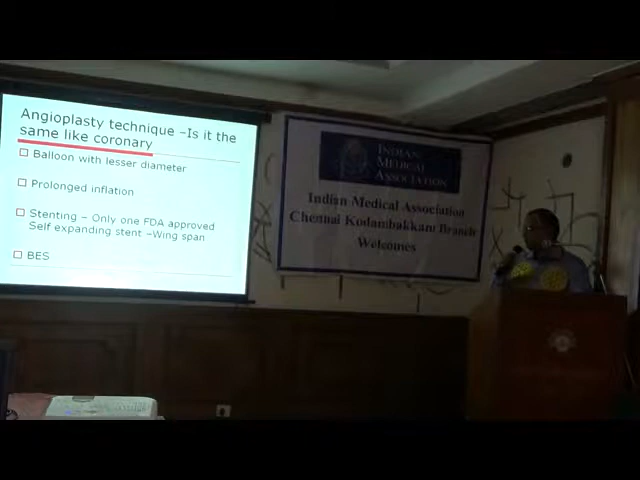 Angioplasty technique –Is it the
same like coronary
Balloon with lesser diameter
Prolonged inflation
Stenting – Only one FDA approved
Self expanding stent –Wing span
BES
INDIAN
MEDICAL
ASSOCIATION
Indian Medical Association
Chennai Kodambakkam Branch
Welcomes